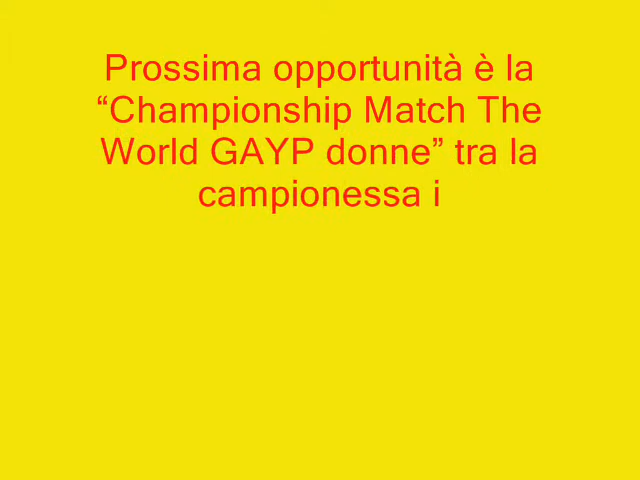 Prossima opportunità è la
“Championship Match The
World GAYP donne” tra la
campionessa i